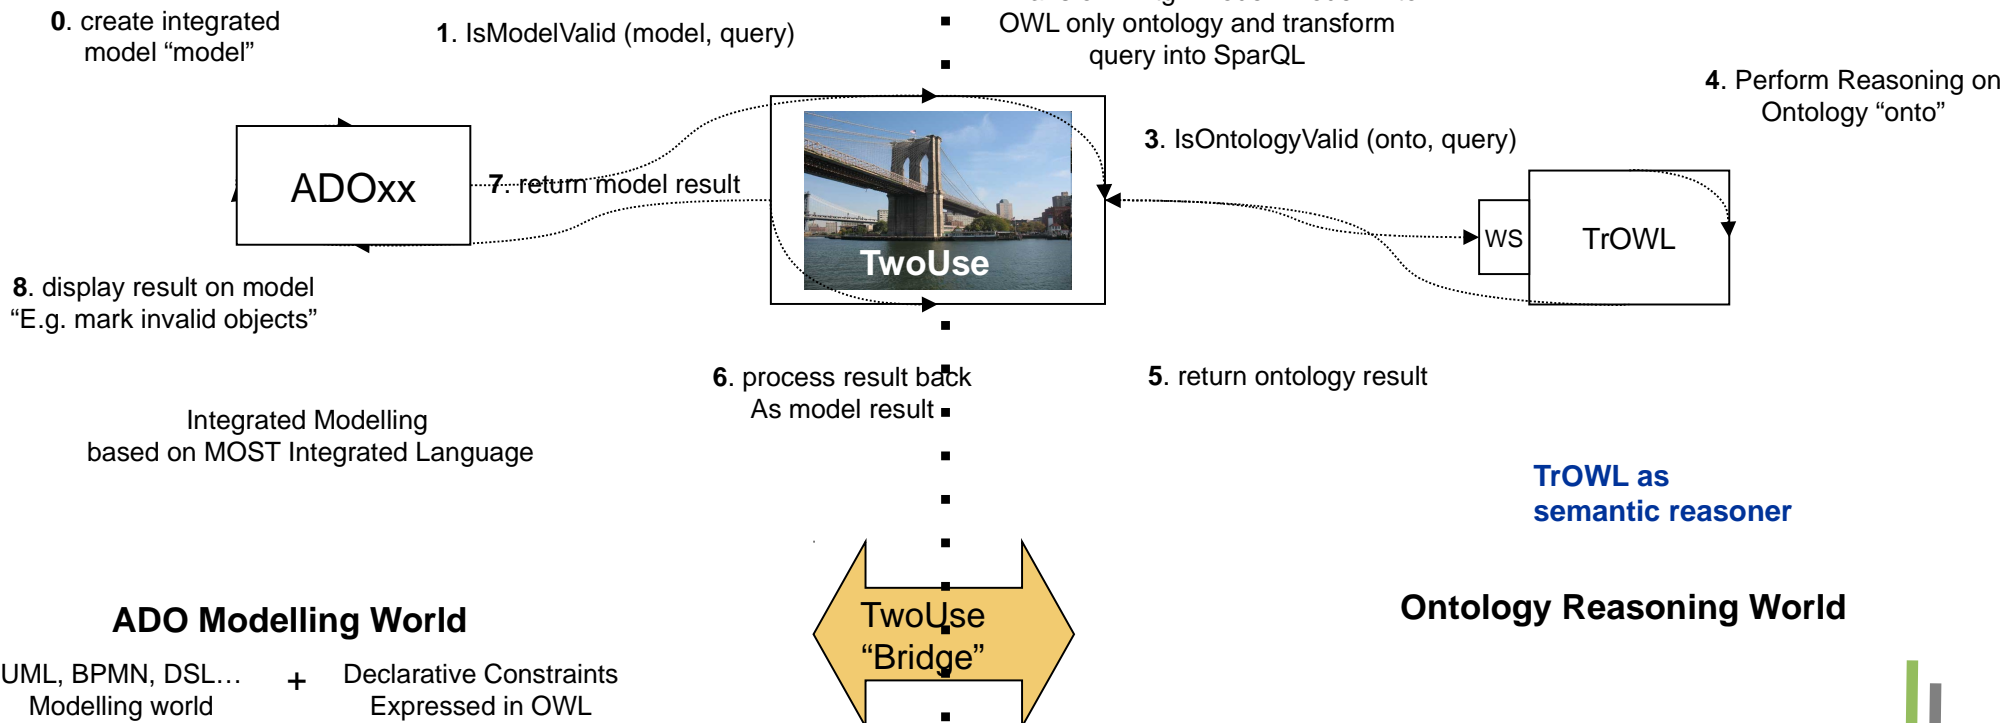 0. create integrated
model “model”
1. IsModelValid (model, query)
OWL only ontology and transform
query into SparQL
4. Perform Reasoning on
Ontology “onto”
3. IsOntologyValid (onto, query)
ADOxx
7. return model result
TwoUse
WS
TrOWL
8. display result on model
“E.g. mark invalid objects”
6. process result back
As model result
5. return ontology result
Integrated Modelling
based on MOST Integrated Language
TrOWL as
semantic reasoner
ADO Modelling World
TwoUse
“Bridge”
Ontology Reasoning World
UML, BPMN, DSL…
Modelling world
+
Declarative Constraints
Expressed in OWL